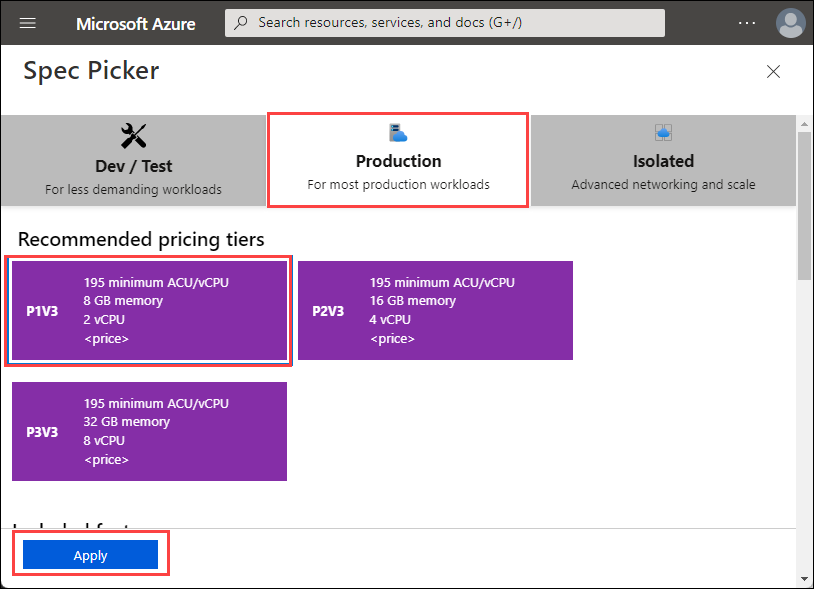 Microsoft Azure
Search resources, services, and docs (G+/)
Spec Picker
Dev / Test
For less demanding workloads
Production
For most production workloads
Isolated
Advanced networking and scale
Recommended pricing tiers
P1V3
195 minimum ACU/vCPU
8 GB memory
2 vCPU
<price>
P2V3
195 minimum ACU/vCPU
16 GB memory
4 vCPU
<price>
P3V3
195 minimum ACU/vCPU
32 GB memory
8 vCPU
<price>
Apply